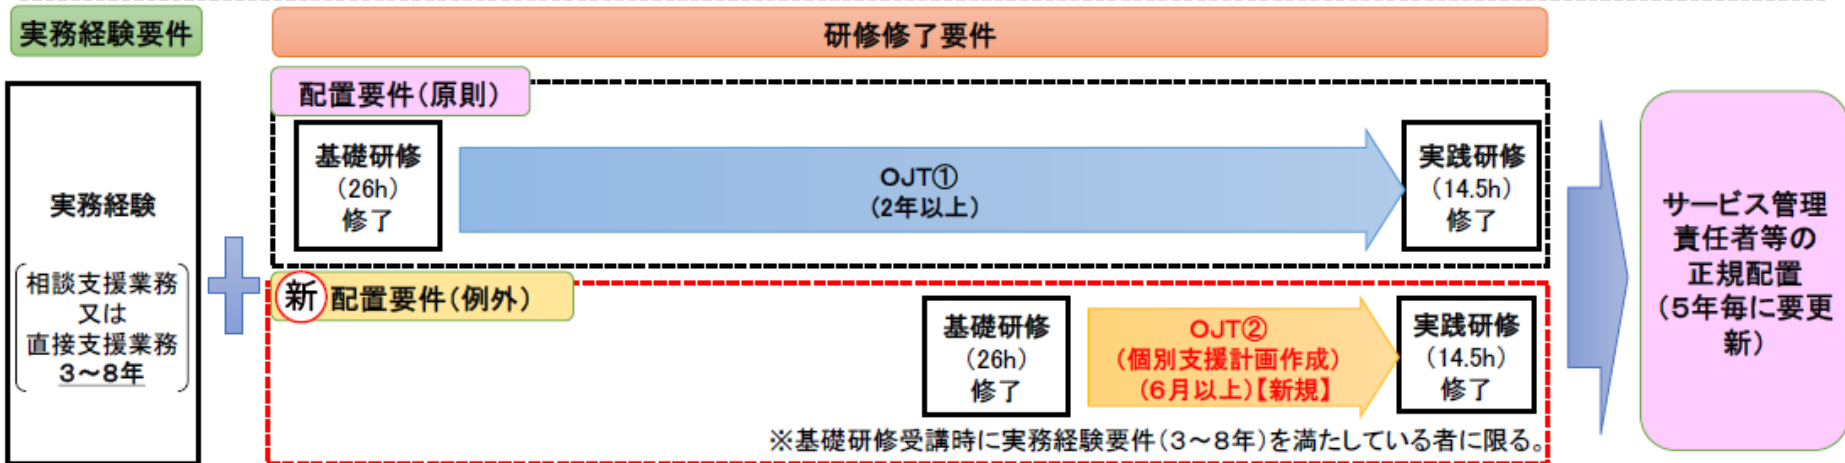 実務経験要件
研修修了要件
実務経験
相談支援業務
又は
直接支援業務
3～8年
配置要件(原則)
基礎研修
(26h)
修了
OJT①
(2年以上)
実践研修
(14.5h)
修了
新 配置要件(例外)
基礎研修
(26h)
修了
OJT②
(個別支援計画作成)
(6月以上)【新規】
実践研修
(14.5h)
修了
※基礎研修受講時に実務経験要件(3～8年)を満たしている者に限る。
サービス管理
責任者等の
正規配置
(5年毎に要更
新)